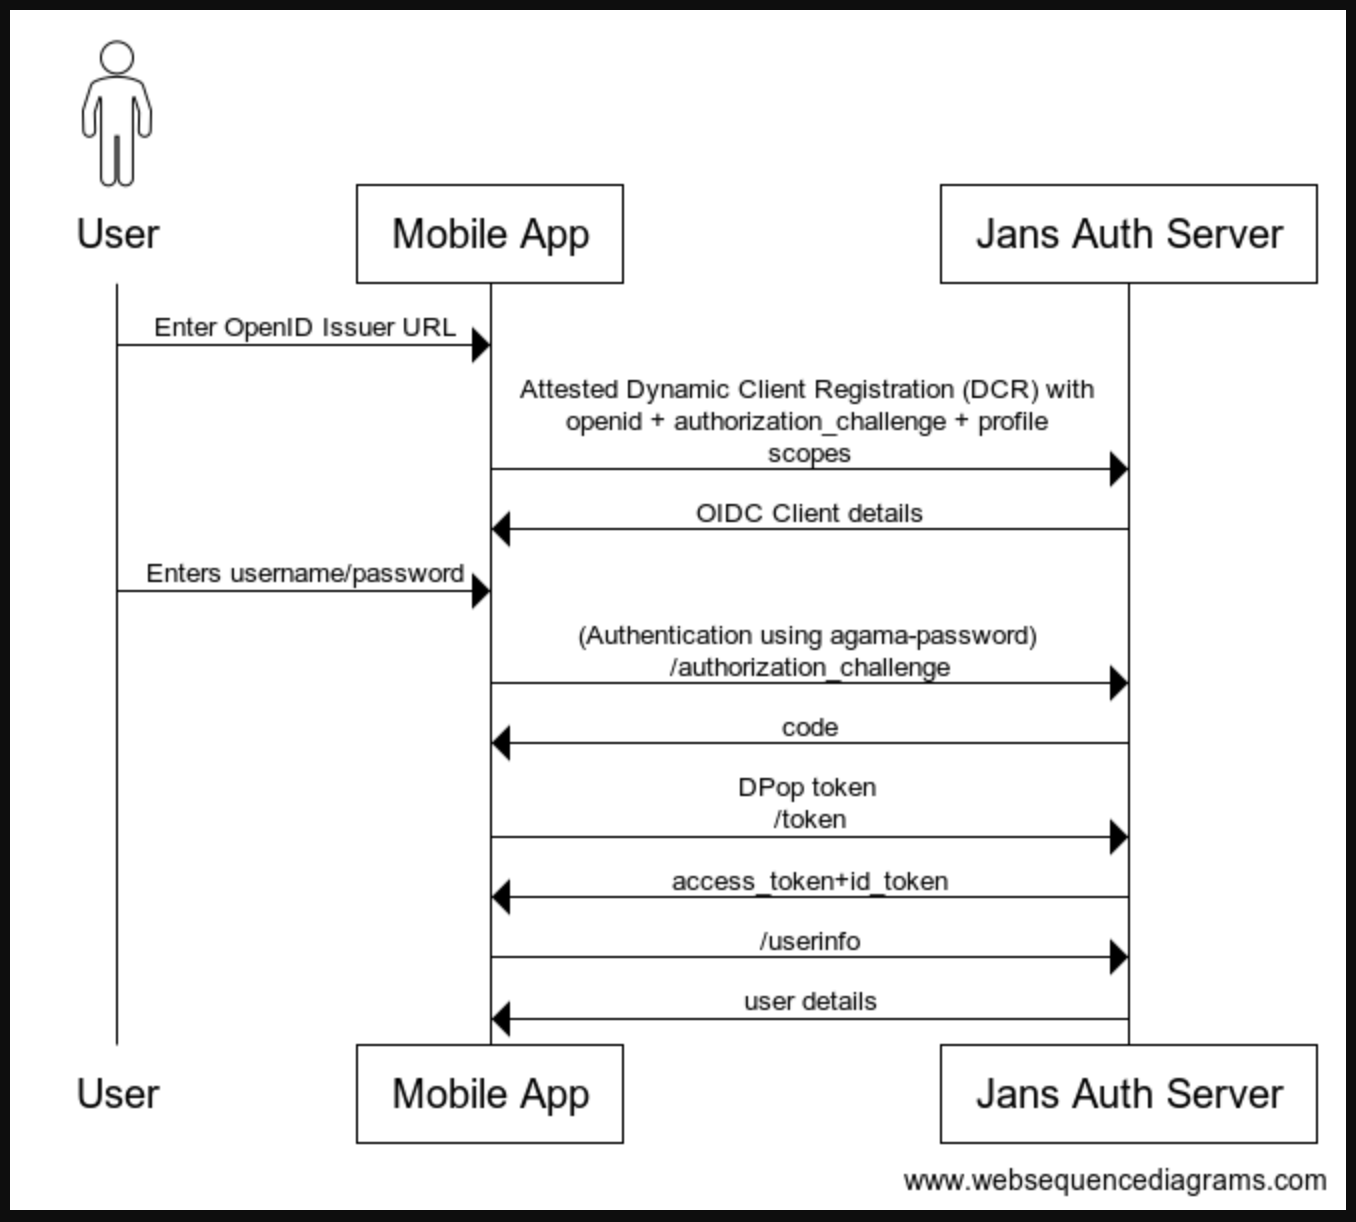 User
Mobile App
Jans Auth Server
Enter OpenID Issuer URL
Attested Dynamic Client Registration (DCR) with
openid + authorization_challenge + profile
scopes
OIDC Client details
Enters username/password
(Authentication using agama-password)
/authorization_challenge
code
DPop token
/token
access_token+id_token
/userinfo
user details
User
Mobile App
Jans Auth Server
www.websequencediagrams.com